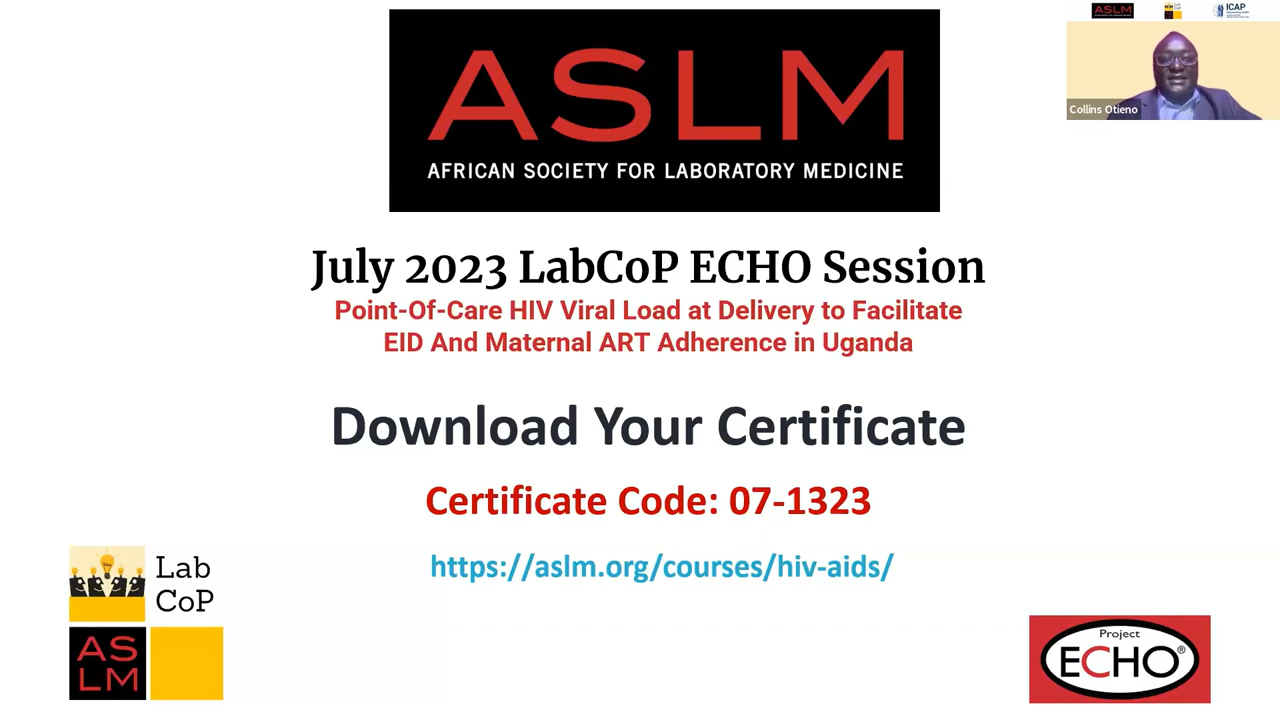 ASLM
AFRICAN SOCIETY FOR LABORATORY MEDICINE
ASLM
Lab
CoP
ICAP
Collins Otieno
July 2023 LabCoP ECHO Session
Point-Of-Care HIV Viral Load at Delivery to Facilitate
EID And Maternal ART Adherence in Uganda
Download Your Certificate
Certificate Code: 07-1323
https://aslm.org/courses/hiv-aids/
Lab
CoP
AS
LM
Project
ECHO®